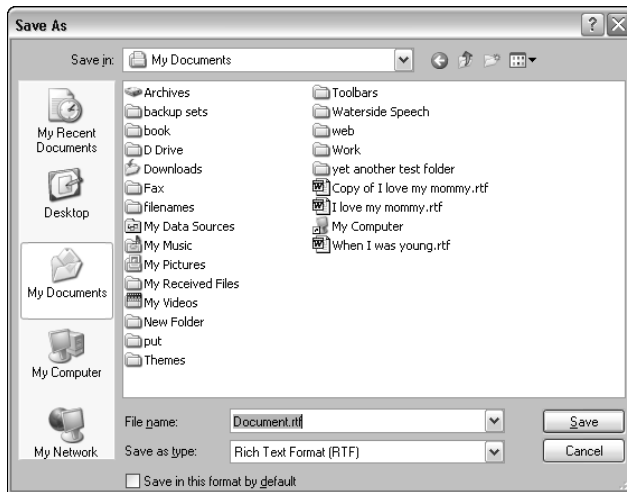 Save As
Save in: My Documents
My Recent Documents
Desktop
My Documents
My Computer
My Network
Archives
backup sets
book
D Drive
Downloads
Fax
filenames
My Data Sources
My Music
My Pictures
My Received Files
My Videos
New Folder
put
Themes
Toolbars
Waterside Speech
web
Work
yet another test folder
Copy of I love my mommy.rtf
I love my mommy.rtf
My Computer
When I was young.rtf
File name: Document.rtf Save
Save as type: Rich Text Format (RTF) Cancel
Save in this format by default